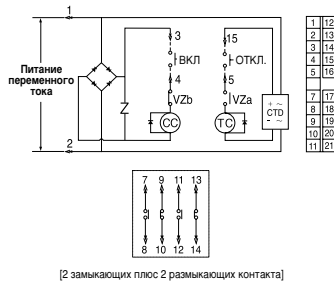 1
3
15
ВКЛ
ОТКЛ.
Питание
переменного
тока
4
5
VZb
VZa
CC
TC
+ ~
CTD
- ~
2
1 12
2 13
3 14
4 15
5 16
7 17
8 18
9 19
10 20
11 21
7 9 11 13
8 10 12 14
[2 замыкающих плюс 2 размыкающих контакта]